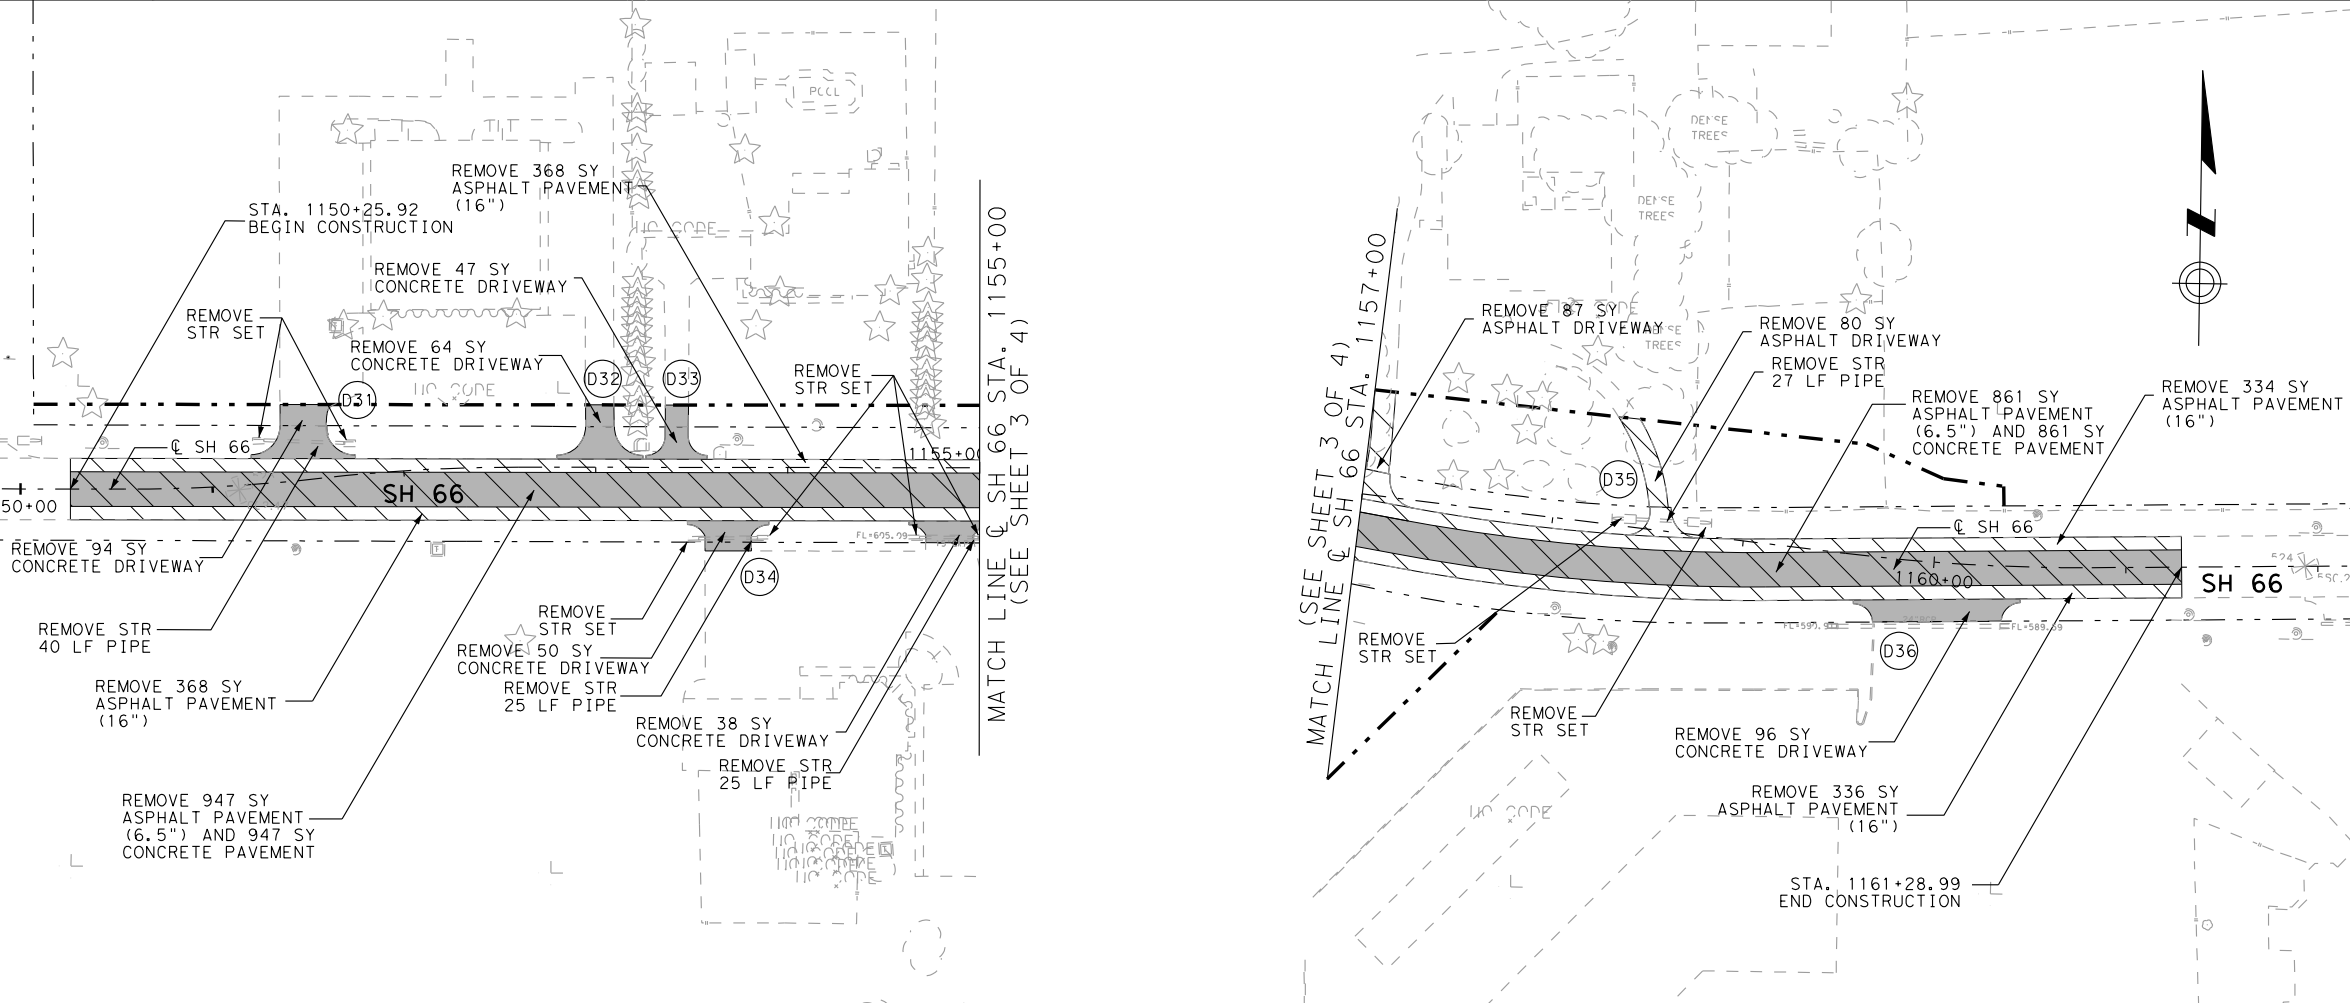 POOL
REMOVE 368 SY
ASPHALT PAVEMENT
(16")
STA. 1150+25.92
BEGIN CONSTRUCTION
REMOVE 47 SY
CONCRETE DRIVEWAY
REMOVE
STR SET
REMOVE 64 SY
CONCRETE DRIVEWAY
REMOVE
STR SET
D31
D32
D33
℄ SH 66
1155+00
SH 66
50+00
REMOVE 94 SY
CONCRETE DRIVEWAY
D34
REMOVE STR
40 LF PIPE
REMOVE
STR SET
REMOVE 50 SY
CONCRETE DRIVEWAY
REMOVE STR
25 LF PIPE
REMOVE 368 SY
ASPHALT PAVEMENT
(16")
REMOVE 38 SY
CONCRETE DRIVEWAY
REMOVE STR
25 LF PIPE
REMOVE 947 SY
ASPHALT PAVEMENT
(6.5") AND 947 SY
CONCRETE PAVEMENT
MATCH LINE ℄ SH 66 STA. 1155+00
(SEE SHEET 3 OF 4)
DENSE
TREES
DENSE
TREES
DENSE
TREES
N
(SEE SHEET 3 OF 4)
MATCH LINE ℄ SH 66 STA. 1157+00
REMOVE 87 SY
ASPHALT DRIVEWAY
REMOVE 80 SY
ASPHALT DRIVEWAY
REMOVE STR
27 LF PIPE
REMOVE 861 SY
ASPHALT PAVEMENT
(6.5") AND 861 SY
CONCRETE PAVEMENT
REMOVE 334 SY
ASPHALT PAVEMENT
(16")
D35
℄ SH 66
1160+00
SH 66
524
FL=589.59
REMOVE
STR SET
D36
REMOVE
STR SET
REMOVE 96 SY
CONCRETE DRIVEWAY
REMOVE 336 SY
ASPHALT PAVEMENT
(16")
STA. 1161+28.99
END CONSTRUCTION